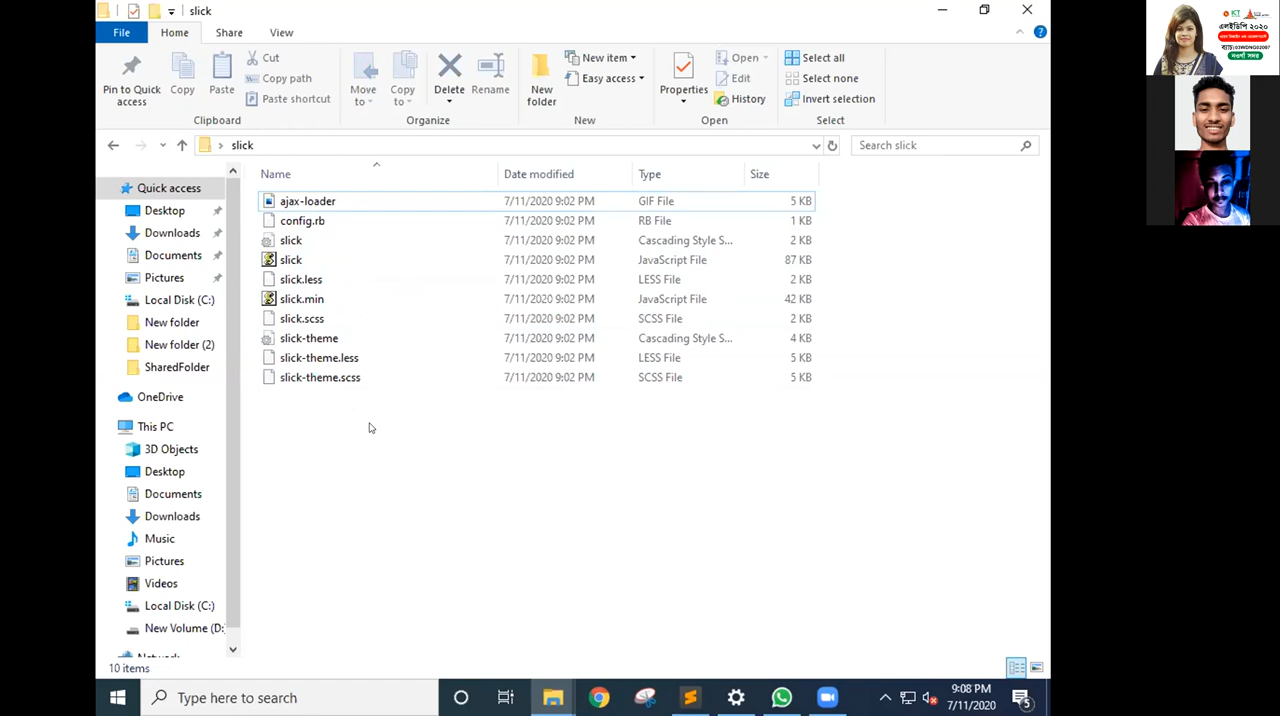 slick
File Home Share View
Pin to Quick access
Copy
Paste
Cut
Copy path
Paste shortcut
Clipboard
Move to
Copy to
Delete
Rename
Organize
New folder
New item
Easy access
New
Properties
Open
Edit
History
Open
Select all
Select none
Invert selection
Select
slick
Search slick
Name Date modified Type Size
ajax-loader 7/11/2020 9:02 PM GIF File 5 KB
config.rb 7/11/2020 9:02 PM RB File 1 KB
slick 7/11/2020 9:02 PM Cascading Style S... 2 KB
slick 7/11/2020 9:02 PM JavaScript File 87 KB
slick.less 7/11/2020 9:02 PM LESS File 2 KB
slick.min 7/11/2020 9:02 PM JavaScript File 42 KB
slick.scss 7/11/2020 9:02 PM SCSS File 2 KB
slick-theme 7/11/2020 9:02 PM Cascading Style S... 4 KB
slick-theme.less 7/11/2020 9:02 PM LESS File 5 KB
slick-theme.scss 7/11/2020 9:02 PM SCSS File 5 KB
Quick access
Desktop
Downloads
Documents
Pictures
Local Disk (C:)
New folder
New folder (2)
SharedFolder
OneDrive
This PC
3D Objects
Desktop
Documents
Downloads
Music
Pictures
Videos
Local Disk (C:)
New Volume (D:
10 items
Type here to search
9:08 PM
7/11/2020
5
ICT
এলইডিপি ২০২০
ব্যাচ:03WDNG02007
নওগাঁ সদর